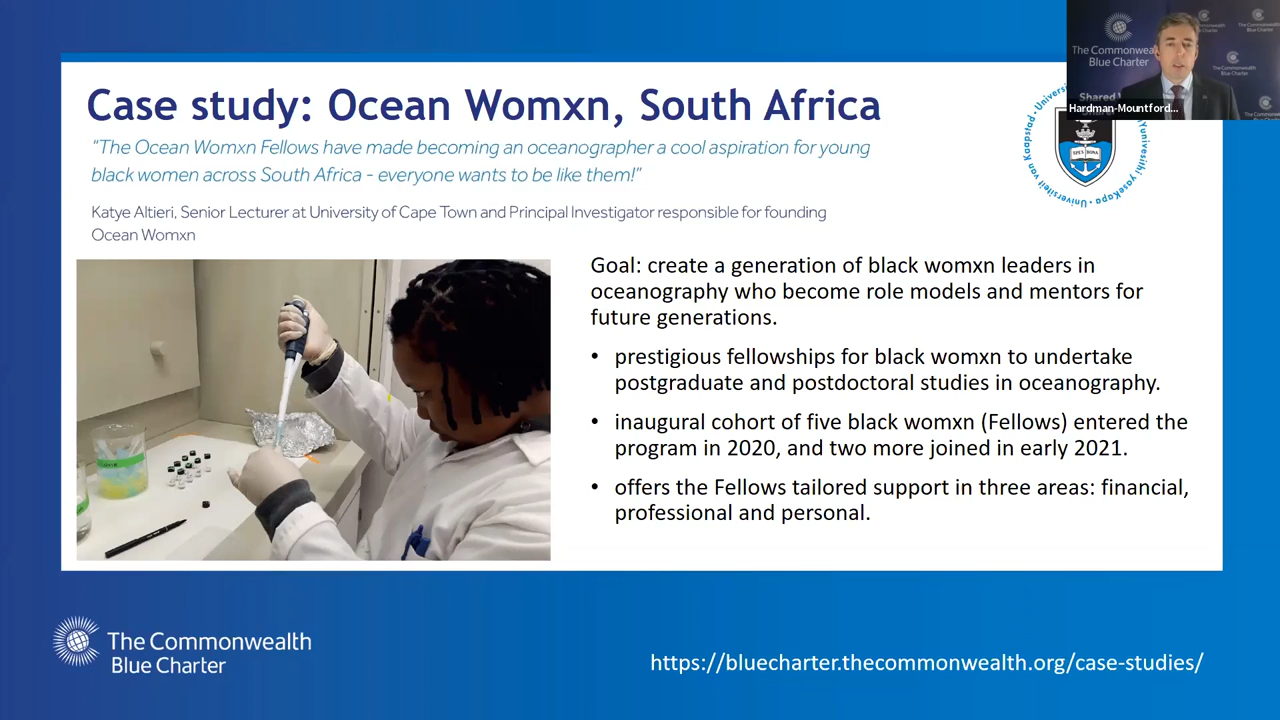 Case study: Ocean Womxn, South Africa
"The Ocean Womxn Fellows have made becoming an oceanographer a cool aspiration for young
black women across South Africa - everyone wants to be like them!"
Katye Altieri, Senior Lecturer at University of Cape Town and Principal Investigator responsible for founding
Ocean Womxn
The Commonwealth
Blue Charter
The Commonwealth
Blue Charter
Shared
Hardman-Mountford...
SPES BONA
Universiteit van Kaapstad
iYunivesithi yaseKapa
Goal: create a generation of black womxn leaders in
oceanography who become role models and mentors for
future generations.
• prestigious fellowships for black womxn to undertake
postgraduate and postdoctoral studies in oceanography.
• inaugural cohort of five black womxn (Fellows) entered the
program in 2020, and two more joined in early 2021.
• offers the Fellows tailored support in three areas: financial,
professional and personal.
The Commonwealth
Blue Charter
https://bluecharter.thecommonwealth.org/case-studies/